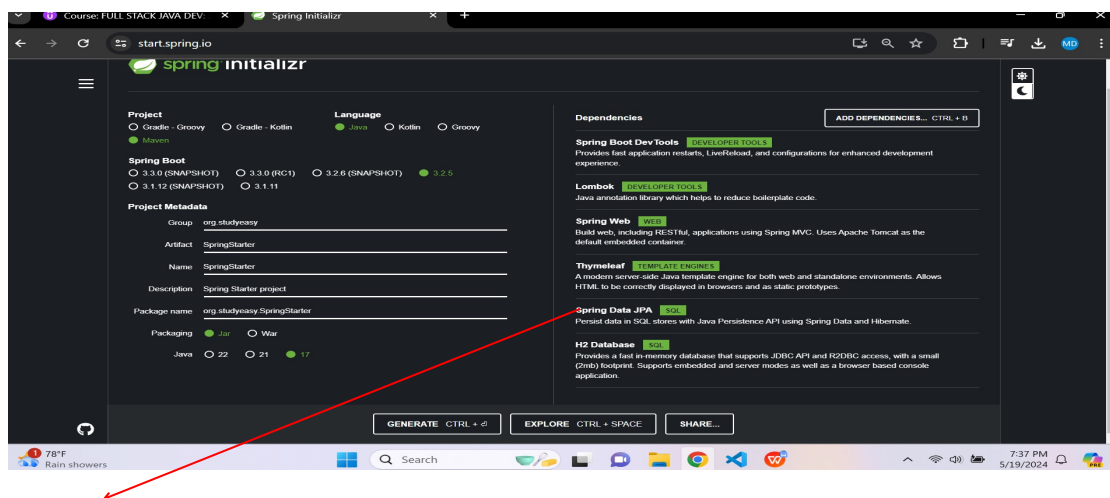 Course: FULL STACK JAVA DEV:
Spring Initializr
start.spring.io
MD
spring initializr
Project
Gradle - Groovy Gradle - Kotlin
Maven
Language
Java Kotlin Groovy
Spring Boot
3.3.0 (SNAPSHOT) 3.3.0 (RC1) 3.2.6 (SNAPSHOT) 3.2.5
3.1.12 (SNAPSHOT) 3.1.11
Project Metadata
Group org.studyeasy
Artifact SpringStarter
Name SpringStarter
Description Spring Starter project
Package name org.studyeasy.SpringStarter
Packaging Jar War
Java 22 21 17
Dependencies
ADD DEPENDENCIES... CTRL + B
Spring Boot DevTools DEVELOPER TOOLS
Provides fast application restarts, LiveReload, and configurations for enhanced development
experience.
Lombok DEVELOPER TOOLS
Java annotation library which helps to reduce boilerplate code.
Spring Web WEB
Build web, including RESTful, applications using Spring MVC. Uses Apache Tomcat as the
default embedded container.
Thymeleaf TEMPLATE ENGINES
A modern server-side Java template engine for both web and standalone environments. Allows
HTML to be correctly displayed in browsers and as static prototypes.
Spring Data JPA SQL
Persist data in SQL stores with Java Persistence API using Spring Data and Hibernate.
H2 Database SQL
Provides a fast in-memory database that supports JDBC API and R2DBC access, with a small
(2mb) footprint. Supports embedded and server modes as well as a browser based console
application.
GENERATE CTRL + ⏎
EXPLORE CTRL + SPACE
SHARE...
1
78°F
Rain showers
Search
7:37 PM
5/19/2024
PRE